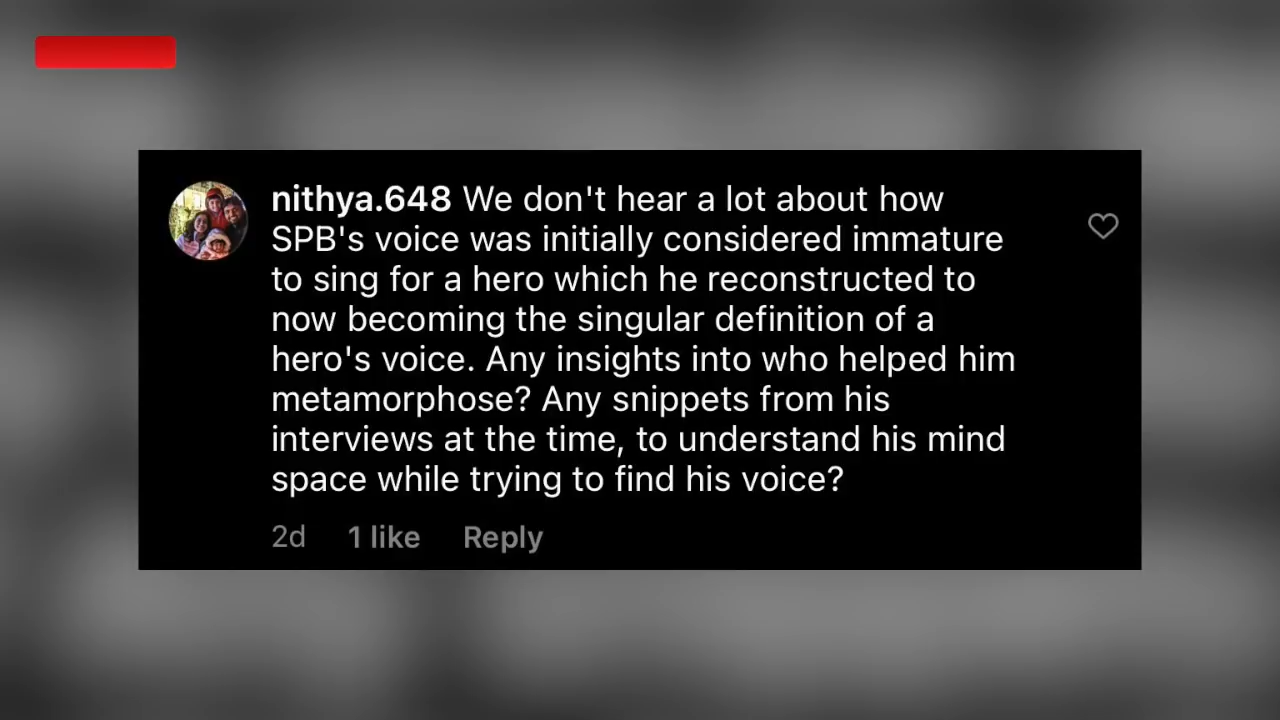 nithya.648 We don't hear a lot about how
SPB's voice was initially considered immature
to sing for a hero which he reconstructed to
now becoming the singular definition of a
hero's voice. Any insights into who helped him
metamorphose? Any snippets from his
interviews at the time, to understand his mind
space while trying to find his voice?
2d 1 like Reply